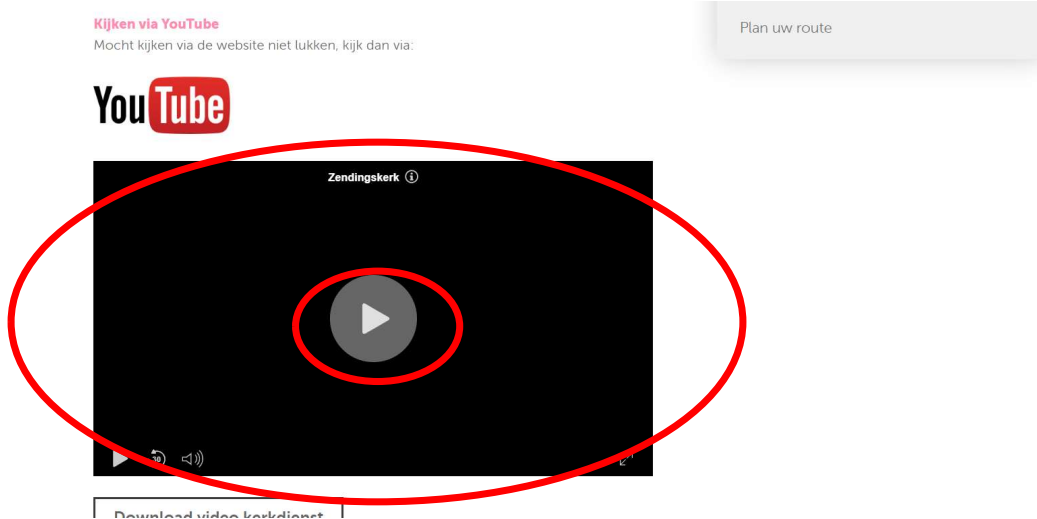 Kijken via YouTube
Mocht kijken via de website niet lukken, kijk dan via:
Plan uw route
YouTube
Zendingskerk
30
Download video kerkdienst